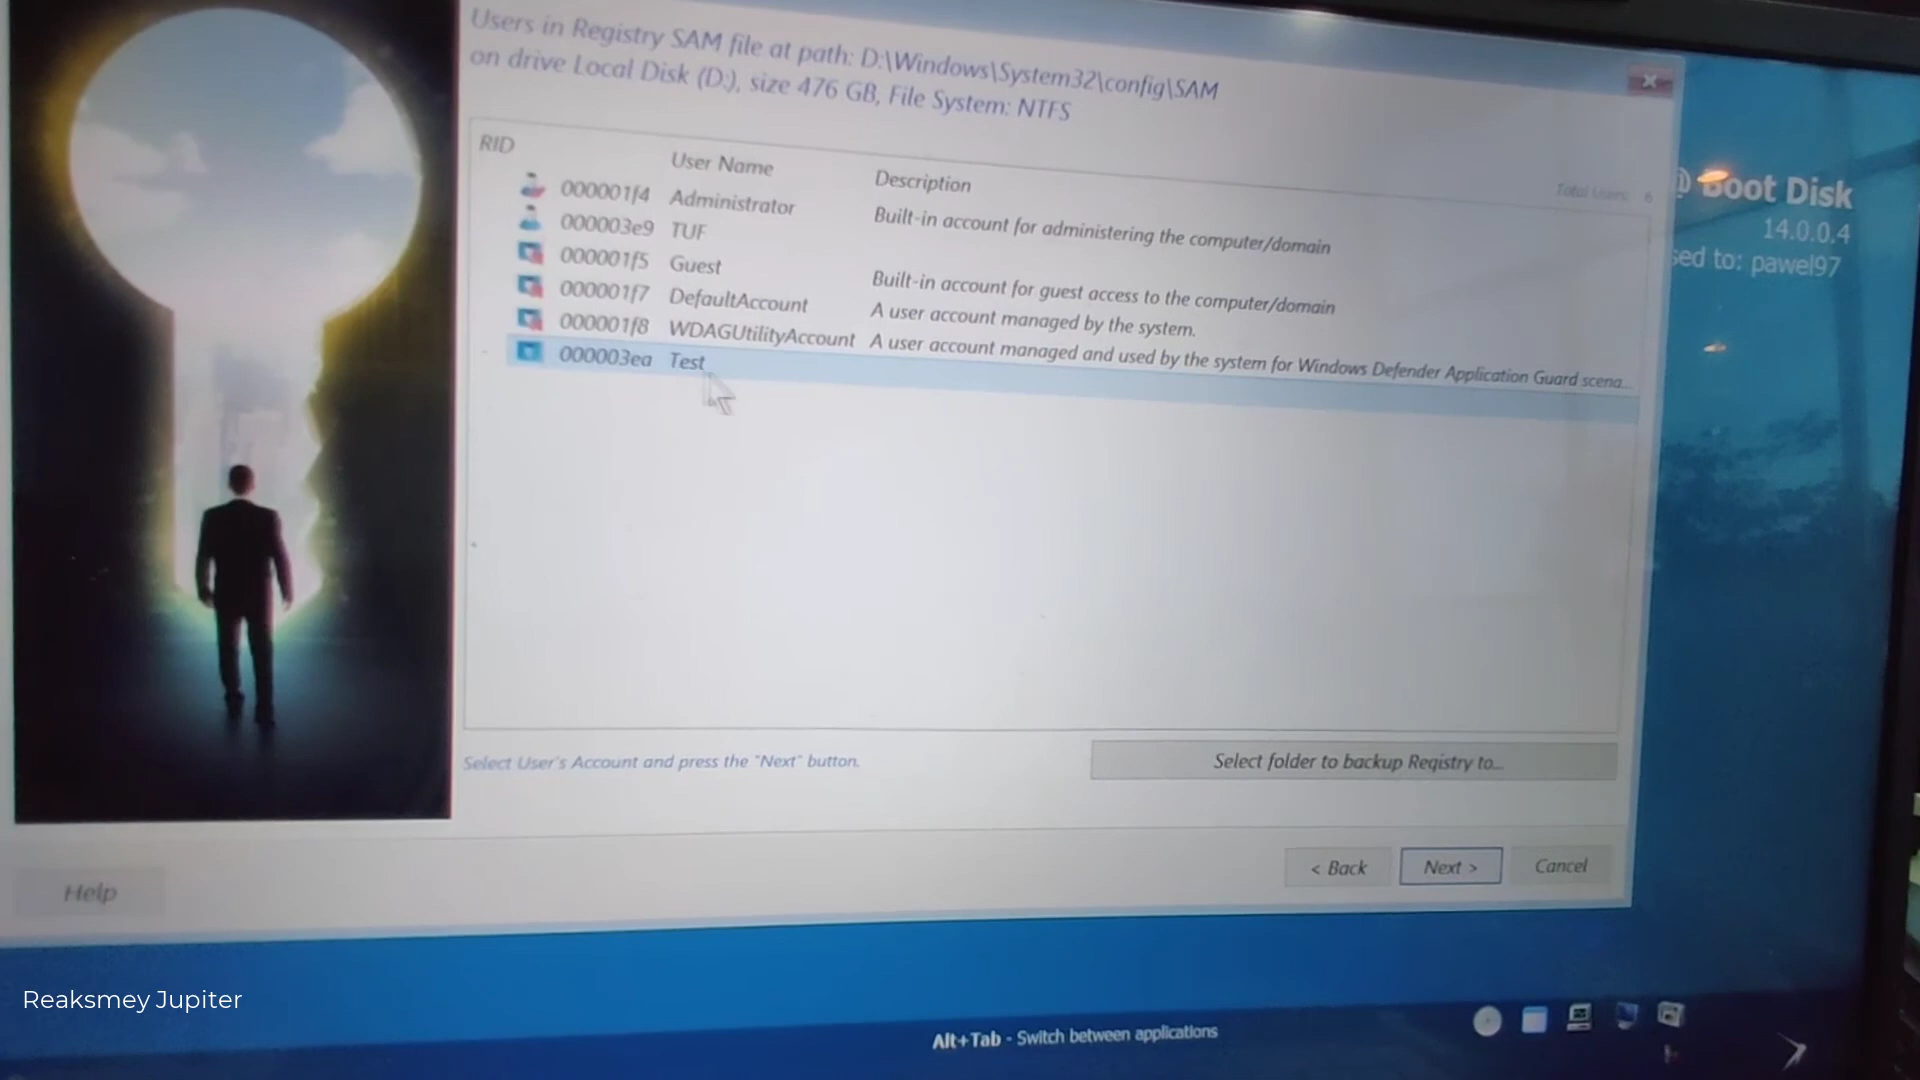 Users in Registry SAM file at path: D:\Windows\System32\config\SAM
on drive Local Disk (D:), size 476 GB, File System: NTFS
RID User Name Description Total Users: 6
000001f4 Administrator Built-in account for administering the computer/domain
000003e9 TUF
000001f5 Guest Built-in account for guest access to the computer/domain
000001f7 DefaultAccount A user account managed by the system.
000001f8 WDAGUtilityAccount A user account managed and used by the system for Windows Defender Application Guard scena...
000003ea Test
Select User's Account and press the "Next" button.
Select folder to backup Registry to...
Help
< Back
Next >
Cancel
@ Boot Disk
14.0.0.4
sed to: pawel97
Reaksmey Jupiter
Alt+Tab - Switch between applications